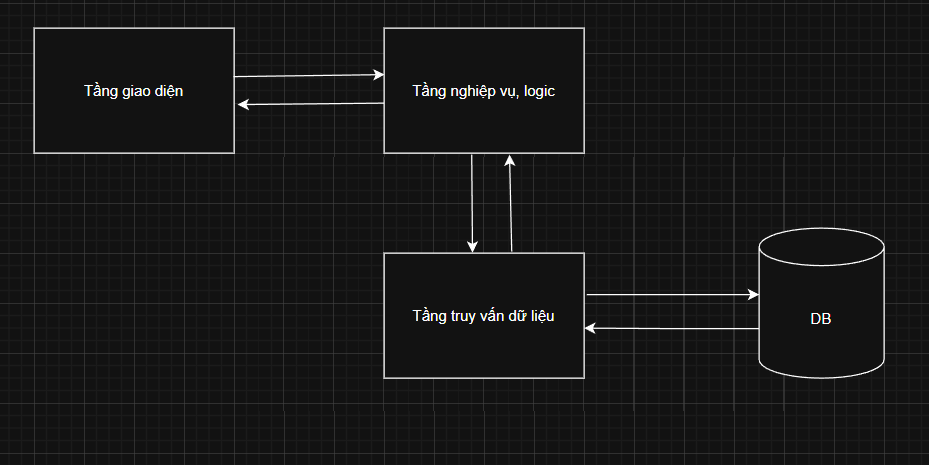 Tầng giao diện
Tầng nghiệp vụ, logic
Tầng truy vấn dữ liệu
DB